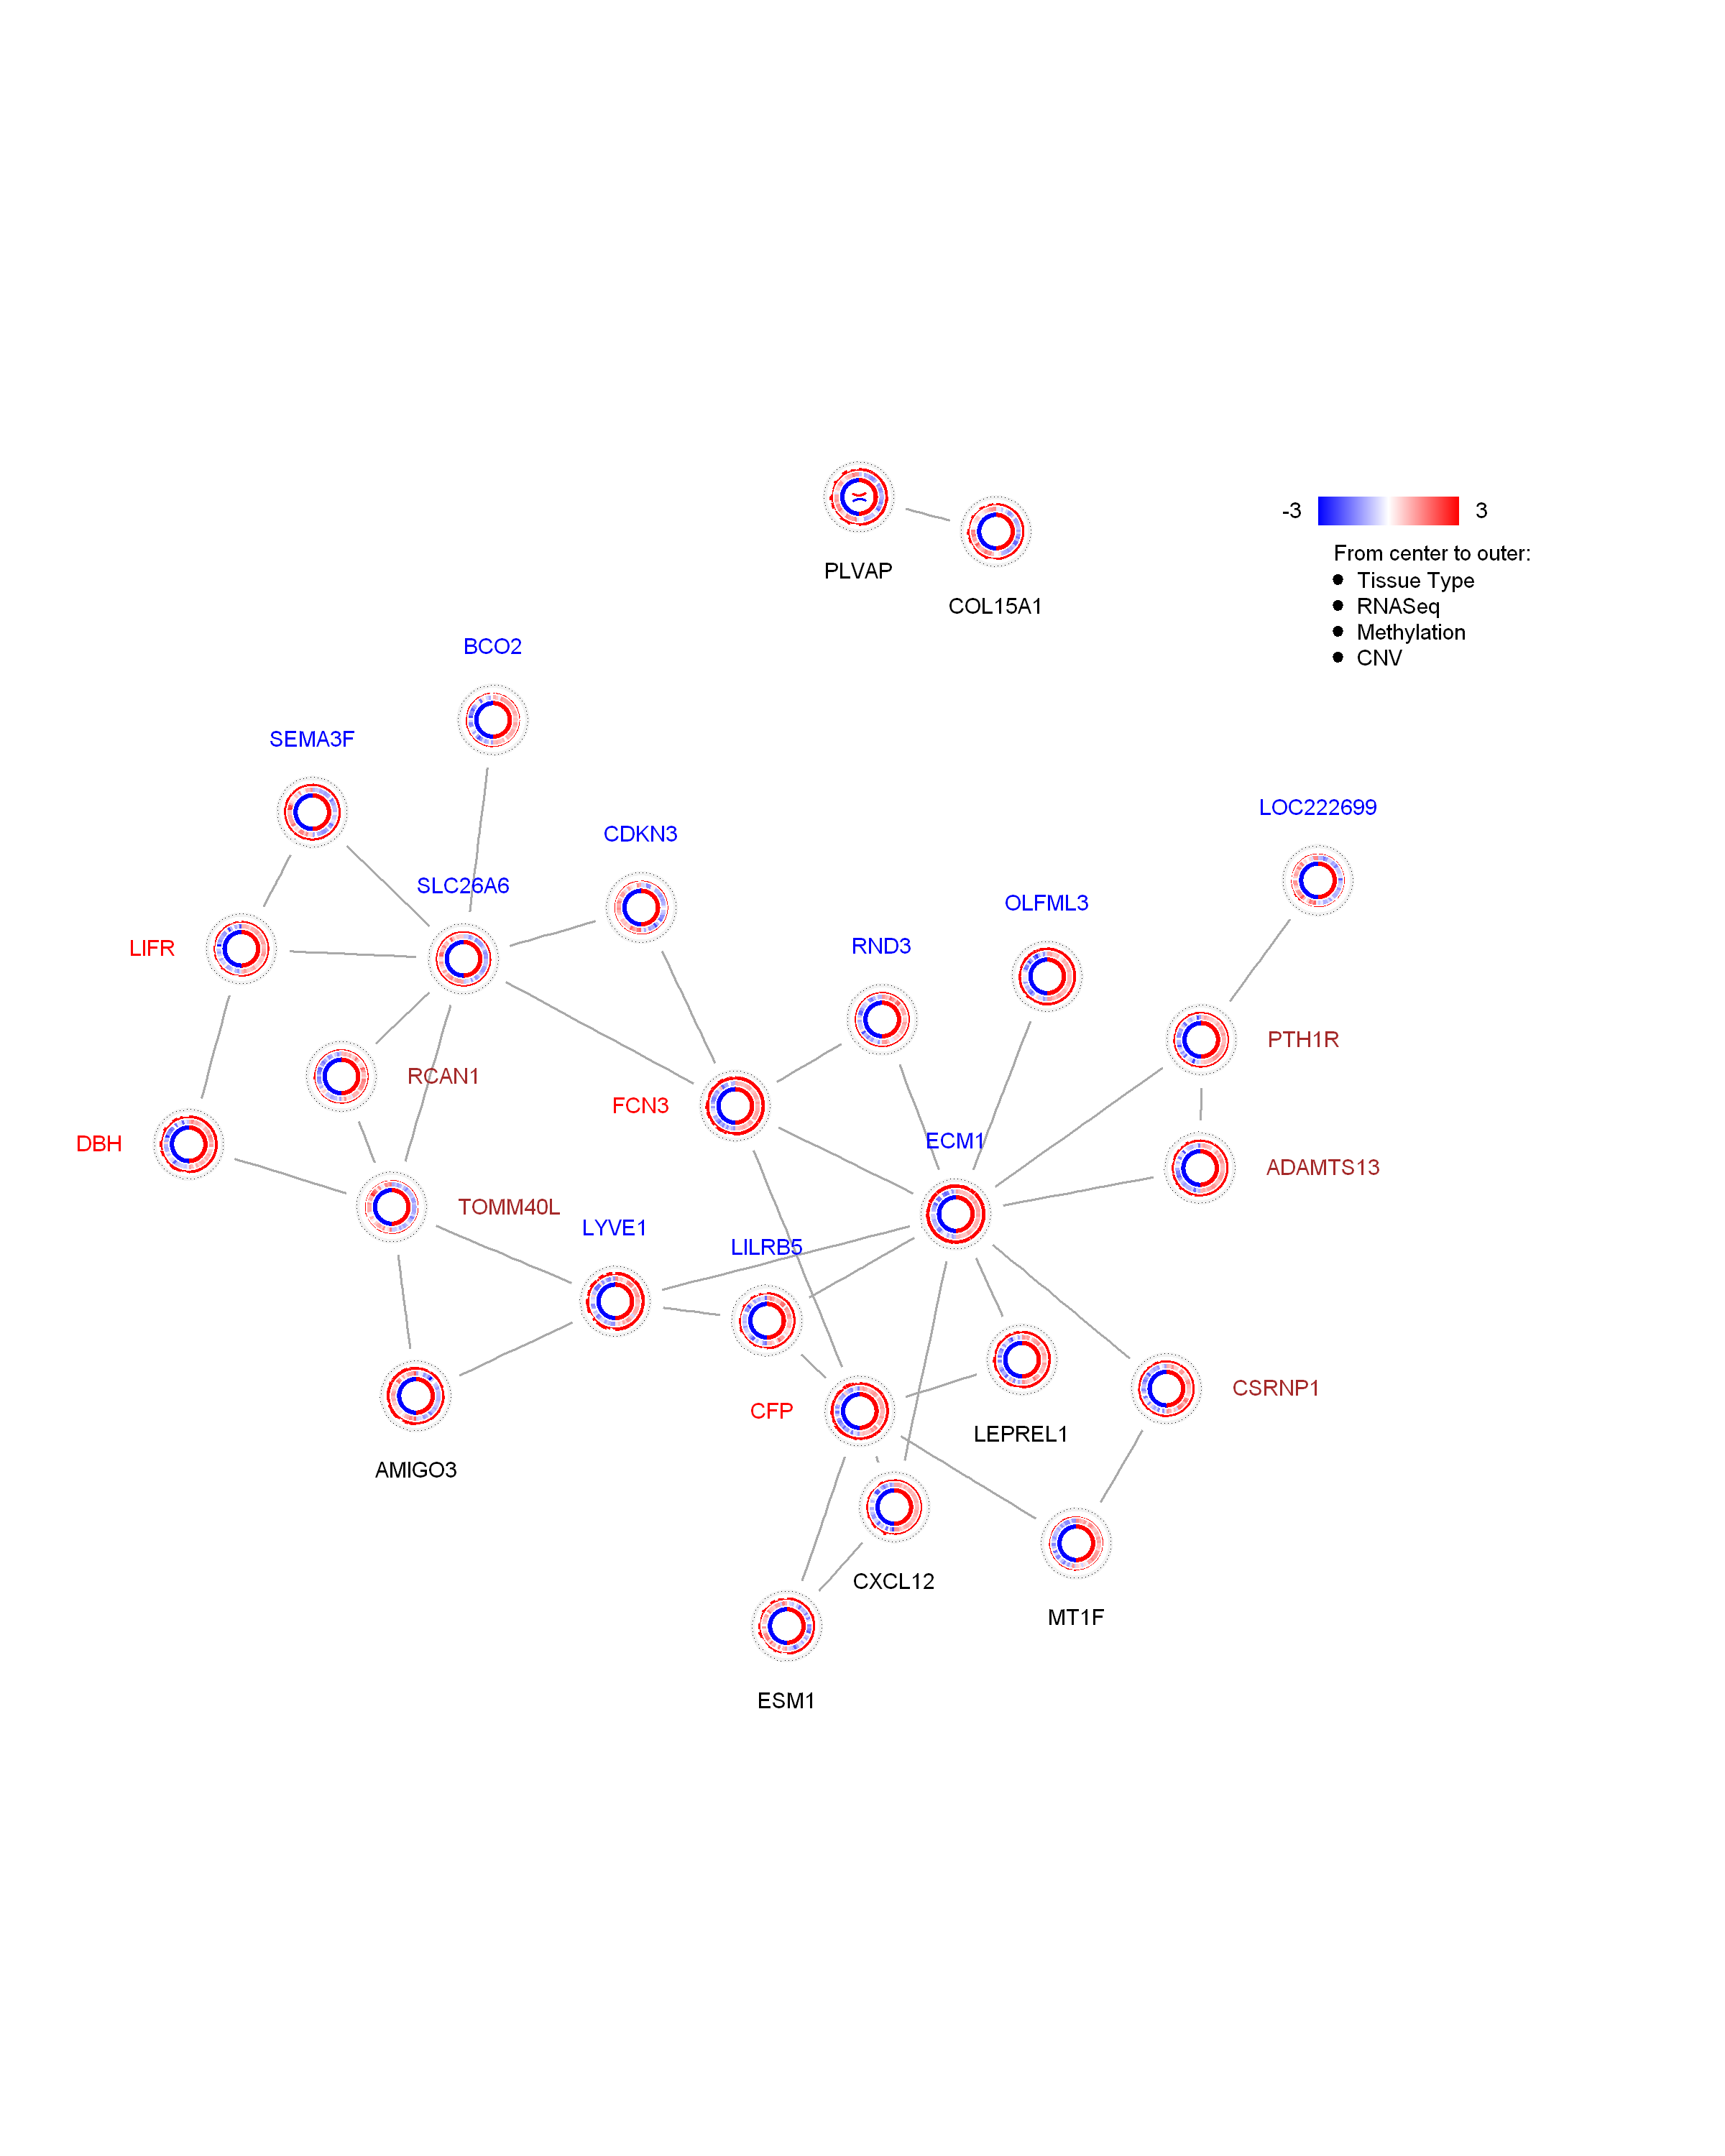 -3 3
From center to outer:
Tissue Type
RNASeq
Methylation
CNV
PLVAP
COL15A1
BCO2
SEMA3F
LOC222699
CDKN3
SLC26A6
OLFML3
RND3
LIFR
PTH1R
RCAN1
FCN3
ECM1
DBH
ADAMTS13
TOMM40L
LYVE1
LILRB5
CSRNP1
CFP
LEPREL1
AMIGO3
CXCL12
MT1F
ESM1